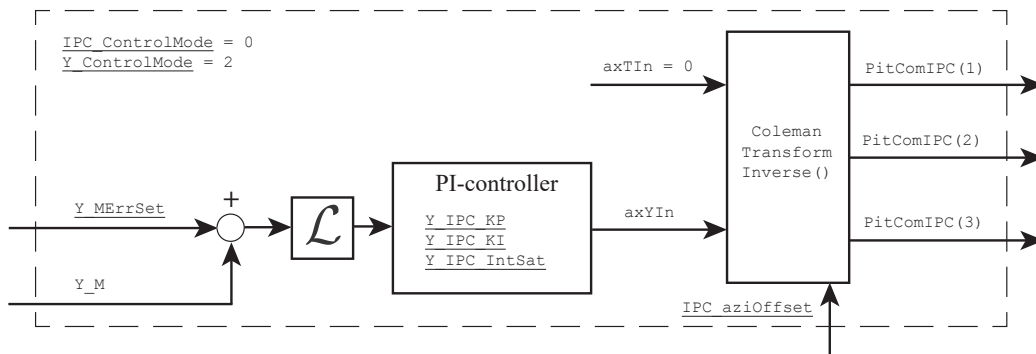 IPC_ControlMode = 0
Y_ControlMode = 2
axTIn = 0
PitComIPC(1)
Coleman
Transform
Inverse()
PitComIPC(2)
PI-controller
+
Y_MErrSet
ℒ
Y_IPC_KP
Y_IPC_KI
Y_IPC_IntSat
axYIn
PitComIPC(3)
Y_M
IPC_aziOffset